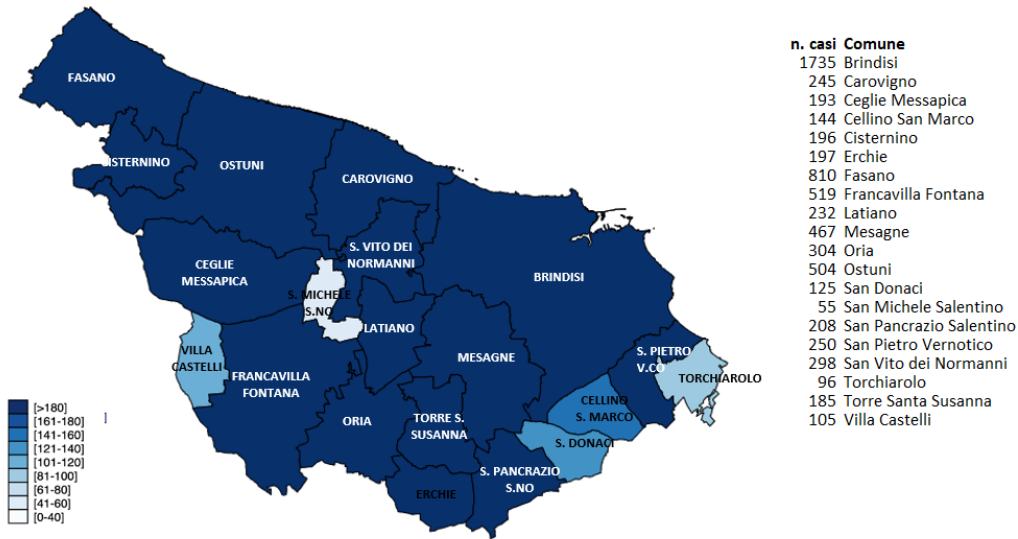 FASANO
ISTERNINO
OSTUNI
CAROVIGNO
S. VITO DEI
NORMANNI
CEGLIE
MESSAPICA
S. MICHELE
S.NO
BRINDISI
LATIANO
MESAGNE
VILLA
CASTELLI
FRANCAVILLA
FONTANA
S. PIETRO
V.CO
TORCHIAROLO
CELLINO
S. MARCO
ORIA
TORRE S.
SUSANNA
S. DONACI
S. PANCRAZIO
S.NO
ERCHIE
[>180]
[161-180]
[141-160]
[121-140]
[101-120]
[81-100]
[61-80]
[41-60]
[0-40]
]
n. casi Comune
1735 Brindisi
245 Carovigno
193 Ceglie Messapica
144 Cellino San Marco
196 Cisternino
197 Erchie
810 Fasano
519 Francavilla Fontana
232 Latiano
467 Mesagne
304 Oria
504 Ostuni
125 San Donaci
55 San Michele Salentino
208 San Pancrazio Salentino
250 San Pietro Vernotico
298 San Vito dei Normanni
96 Torchiarolo
185 Torre Santa Susanna
105 Villa Castelli